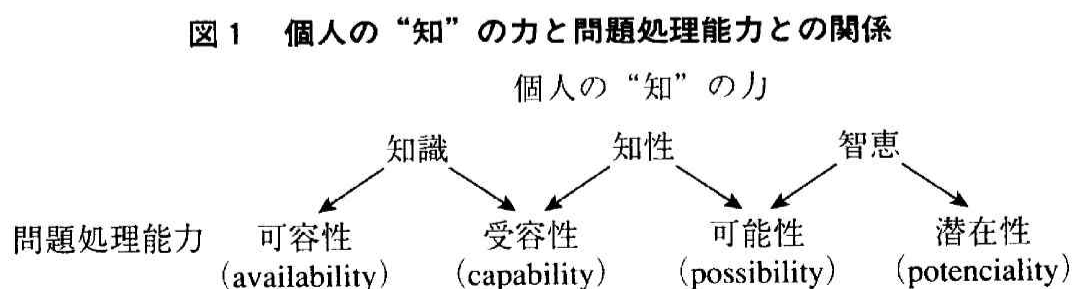 図1 個人の“知”の力と問題処理能力との関係
個人の“知”の力
知識 知性 智恵
問題処理能力 可容性 受容性 可能性 潜在性
(availability) (capability) (possibility) (potenciality)